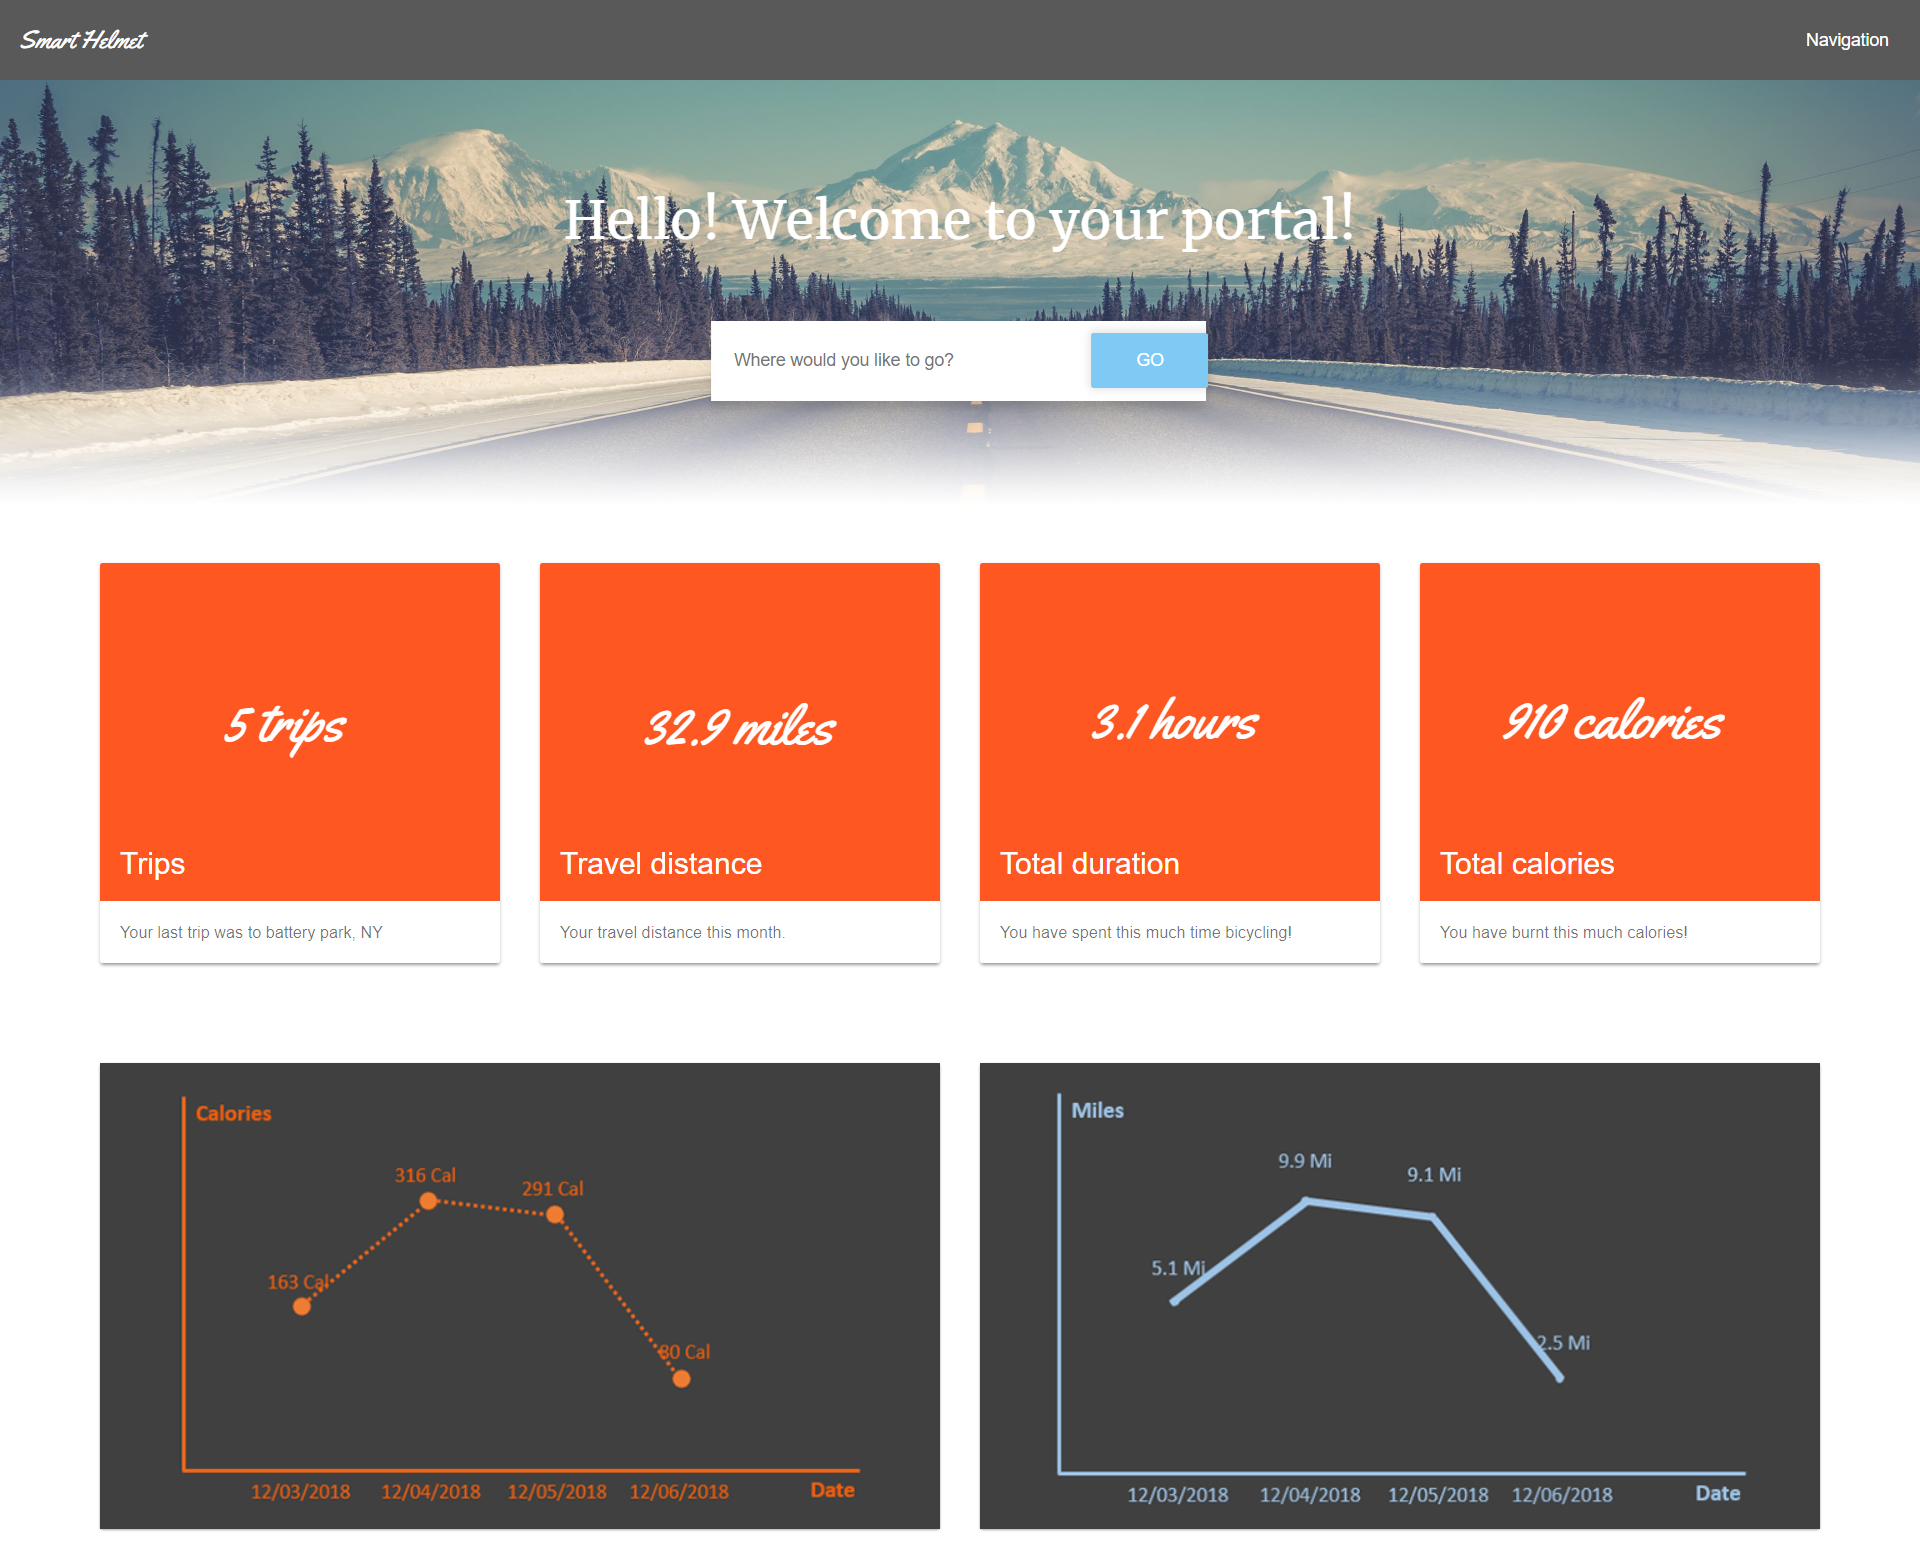 Smart Helmet
Navigation
Hello! Welcome to your portal!
Where would you like to go?
GO
5 trips
Trips
Your last trip was to battery park, NY
32.9 miles
Travel distance
Your travel distance this month.
3.1 hours
Total duration
You have spent this much time bicycling!
910 calories
Total calories
You have burnt this much calories!
Calories
316 Cal
291 Cal
163 Cal
80 Cal
12/03/2018 12/04/2018 12/05/2018 12/06/2018 Date
Miles
9.9 Mi
9.1 Mi
5.1 Mi
2.5 Mi
12/03/2018 12/04/2018 12/05/2018 12/06/2018 Date